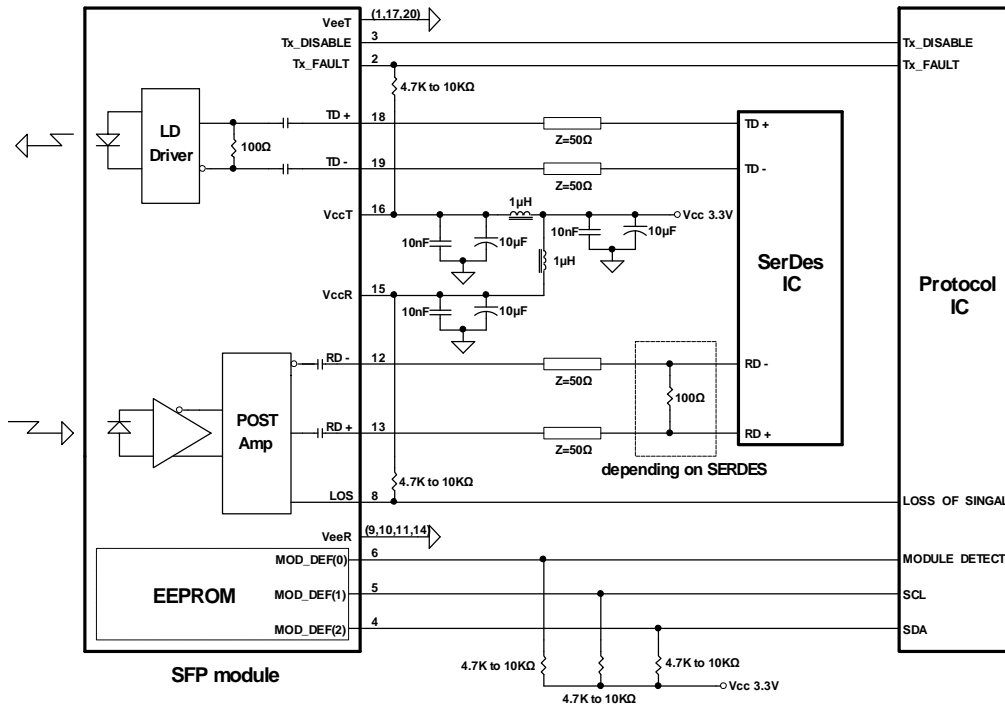 VeeT (1,17,20)
Tx_DISABLE 3 Tx_DISABLE
Tx_FAULT 2 Tx_FAULT
4.7K to 10KΩ
LD
Driver
100Ω
TD + 18 Z=50Ω TD +
TD - 19 Z=50Ω TD -
VccT 16 1µH Vcc 3.3V
10nF 10µF 10nF 10µF
1µH
VccR 15
10nF 10µF
SerDes
IC
Protocol
IC
RD - 12 Z=50Ω RD -
100Ω
POST
Amp
RD + 13 Z=50Ω RD +
depending on SERDES
4.7K to 10KΩ
LOS 8 LOSS OF SINGAL
VeeR (9,10,11,14)
MOD_DEF(0) 6 MODULE DETECT
EEPROM
MOD_DEF(1) 5 SCL
MOD_DEF(2) 4 SDA
SFP module
4.7K to 10KΩ 4.7K to 10KΩ
4.7K to 10KΩ
Vcc 3.3V